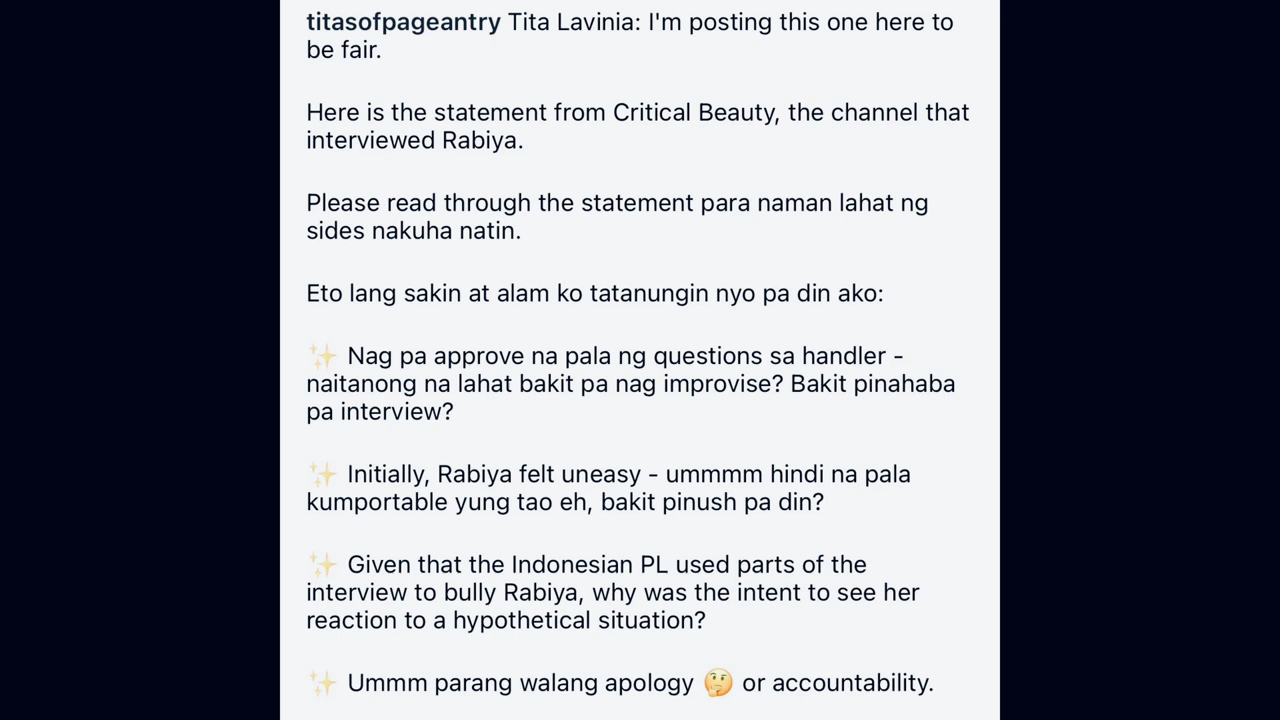 titasofpageantry Tita Lavinia: I'm posting this one here to
be fair.
Here is the statement from Critical Beauty, the channel that
interviewed Rabiya.
Please read through the statement para naman lahat ng
sides nakuha natin.
Eto lang sakin at alam ko tatanungin nyo pa din ako:
✨ Nag pa approve na pala ng questions sa handler -
naitanong na lahat bakit pa nag improvise? Bakit pinahaba
pa interview?
✨ Initially, Rabiya felt uneasy - ummmm hindi na pala
kumportable yung tao eh, bakit pinush pa din?
✨ Given that the Indonesian PL used parts of the
interview to bully Rabiya, why was the intent to see her
reaction to a hypothetical situation?
✨ Ummm parang walang apology 🤔 or accountability.